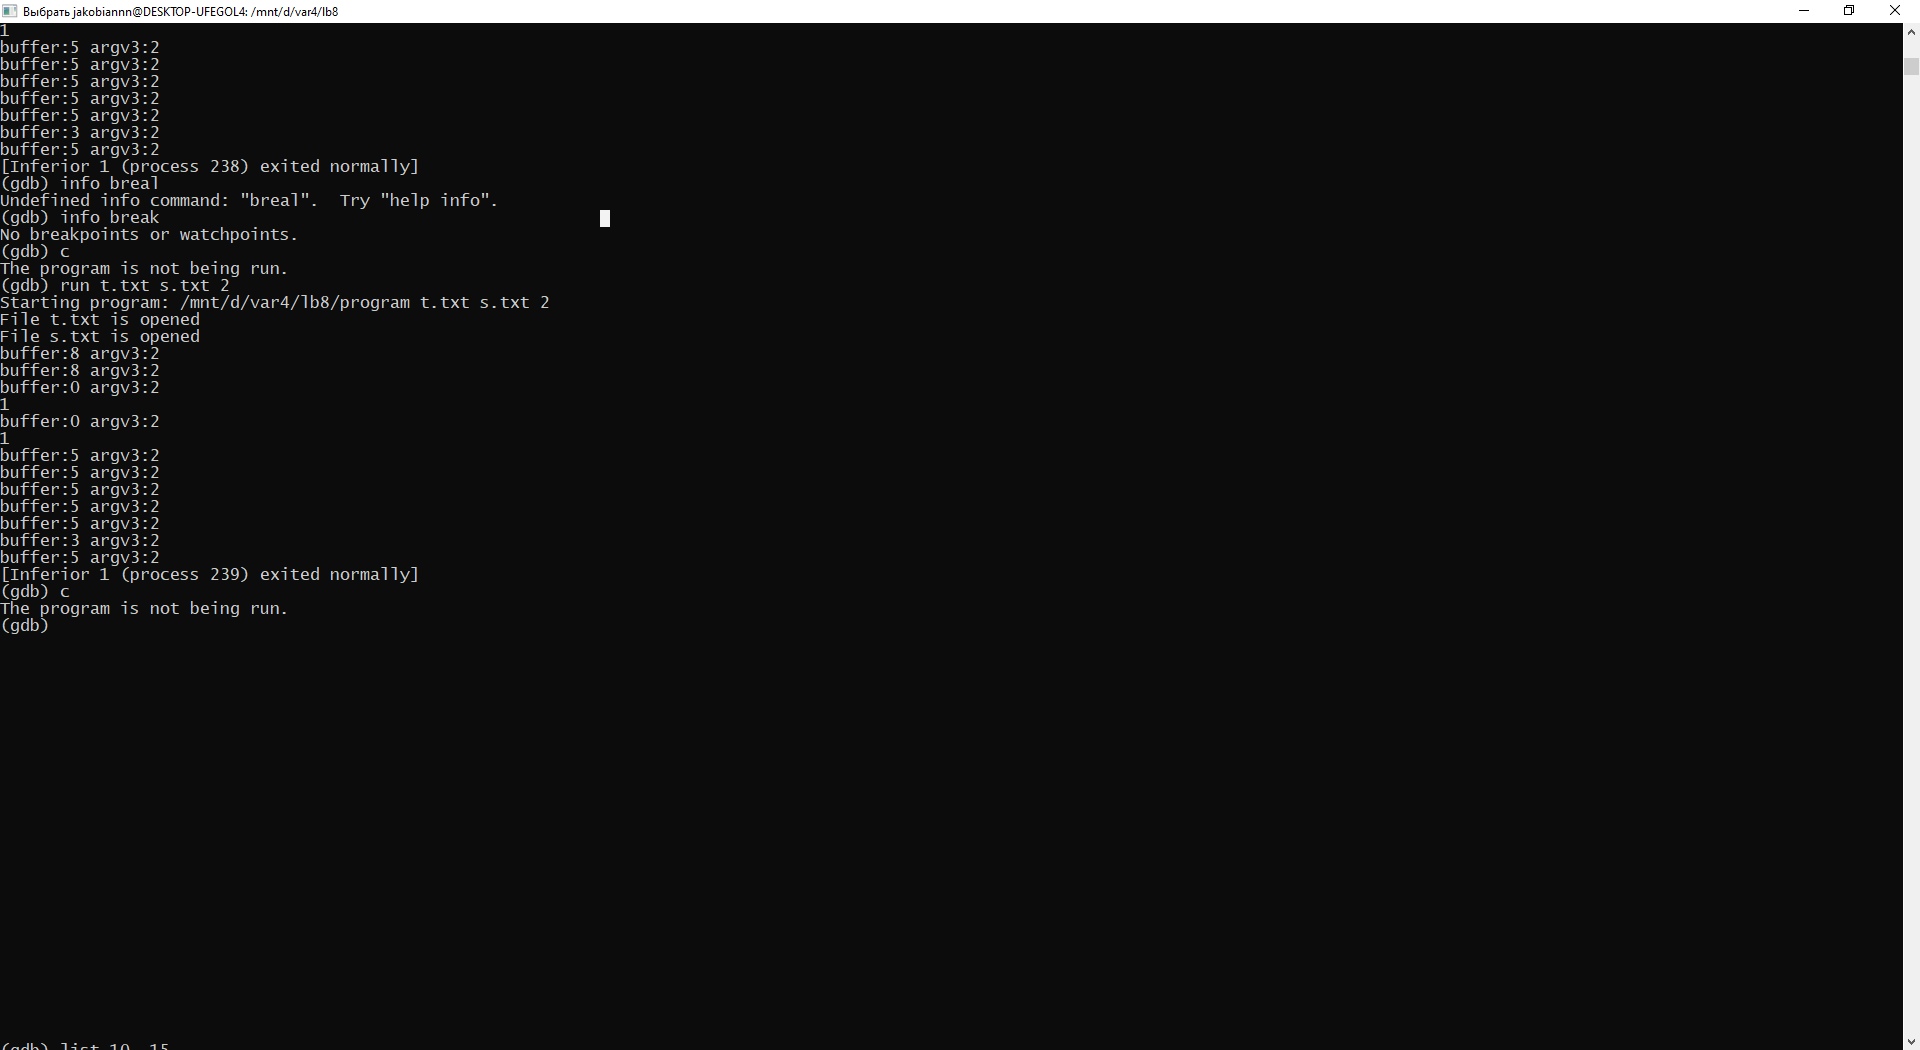 Выбрать jakobiannn@DESKTOP-UFEGOL4: /mnt/d/var4/lb8
1
buffer:5 argv3:2
buffer:5 argv3:2
buffer:5 argv3:2
buffer:5 argv3:2
buffer:5 argv3:2
buffer:3 argv3:2
buffer:5 argv3:2
[Inferior 1 (process 238) exited normally]
(gdb) info breal
Undefined info command: "breal".  Try "help info".
(gdb) info break
No breakpoints or watchpoints.
(gdb) c
The program is not being run.
(gdb) run t.txt s.txt 2
Starting program: /mnt/d/var4/lb8/program t.txt s.txt 2
File t.txt is opened
File s.txt is opened
buffer:8 argv3:2
buffer:8 argv3:2
buffer:0 argv3:2
1
buffer:0 argv3:2
1
buffer:5 argv3:2
buffer:5 argv3:2
buffer:5 argv3:2
buffer:5 argv3:2
buffer:5 argv3:2
buffer:3 argv3:2
buffer:5 argv3:2
[Inferior 1 (process 239) exited normally]
(gdb) c
The program is not being run.
(gdb)
(gdb) list 10, 15